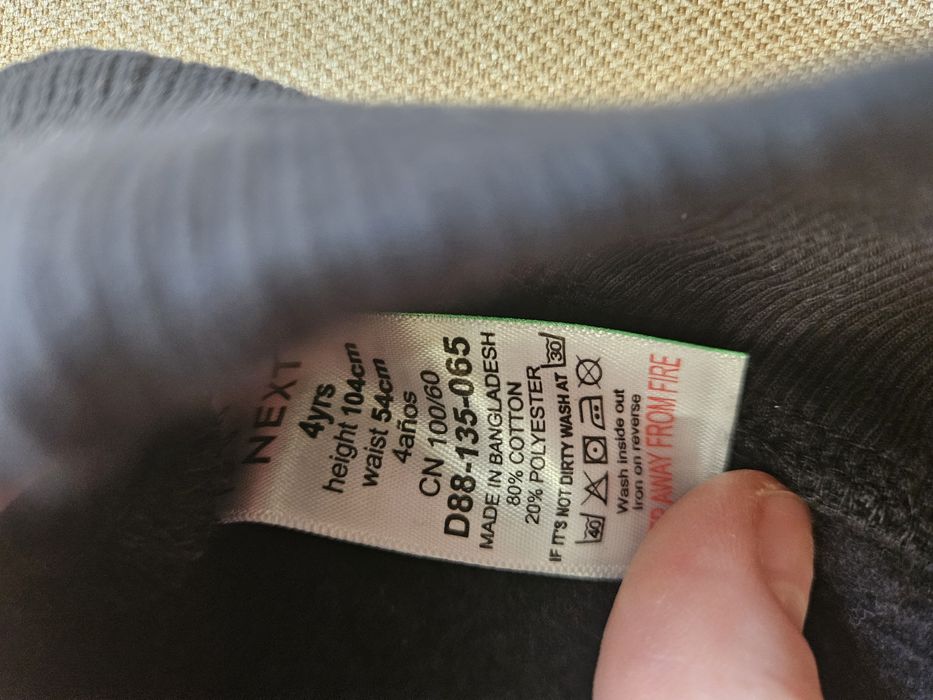 NEXT
4yrs
height 104cm
waist 54cm
4años
CN 100/60
D88-135-065
MADE IN BANGLADESH
80% COTTON
20% POLYESTER
IF IT'S NOT DIRTY WASH AT 30
40
Wash inside out
Iron on reverse
AWAY FROM FIRE